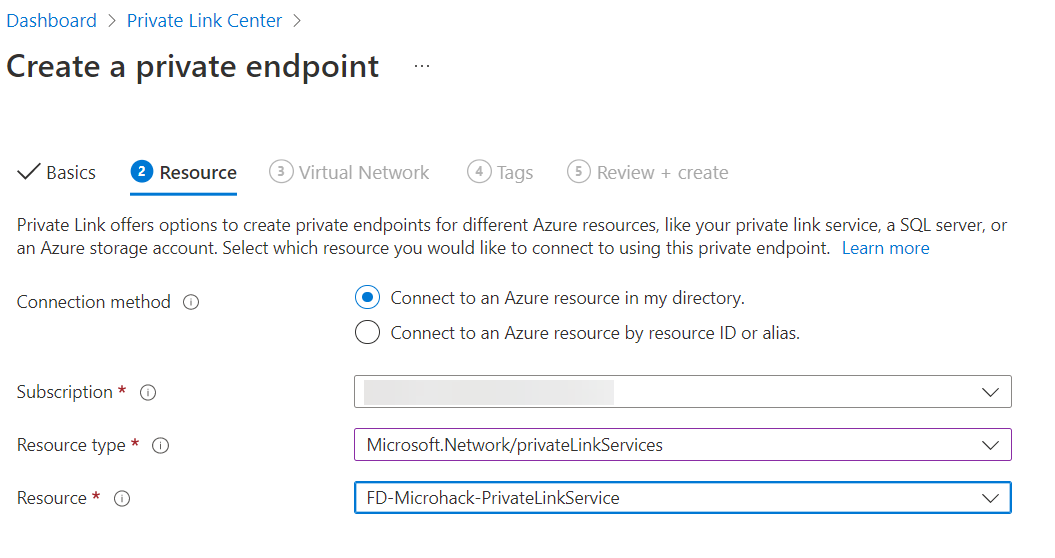 Dashboard > Private Link Center >
Create a private endpoint ...
Basics 2 Resource 3 Virtual Network 4 Tags 5 Review + create
Private Link offers options to create private endpoints for different Azure resources, like your private link service, a SQL server, or
an Azure storage account. Select which resource you would like to connect to using this private endpoint. Learn more
Connection method Connect to an Azure resource in my directory.
Connect to an Azure resource by resource ID or alias.
Subscription *
Resource type * Microsoft.Network/privateLinkServices
Resource * FD-Microhack-PrivateLinkService